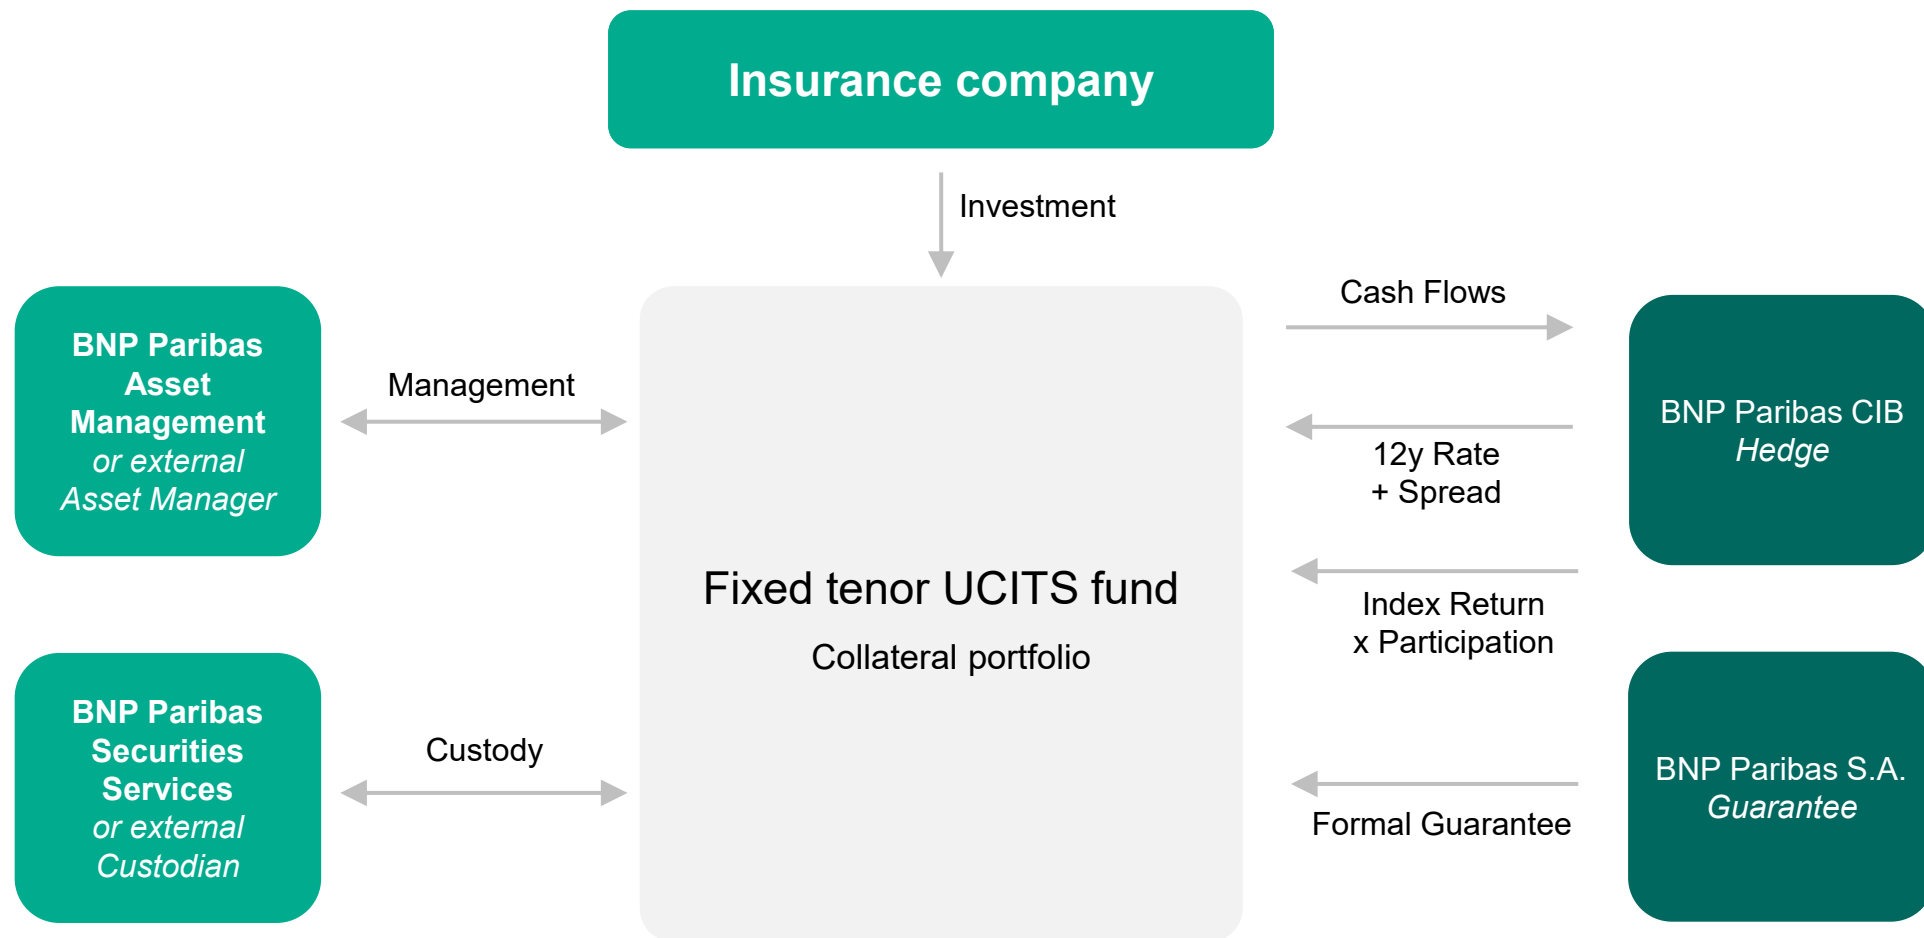 Insurance company
Investment
BNP Paribas
Asset
Management
or external
Asset Manager
Management
Cash Flows
12y Rate
+ Spread
BNP Paribas CIB
Hedge
Fixed tenor UCITS fund
Collateral portfolio
Index Return
x Participation
BNP Paribas
Securities
Services
or external
Custodian
Custody
Formal Guarantee
BNP Paribas S.A.
Guarantee